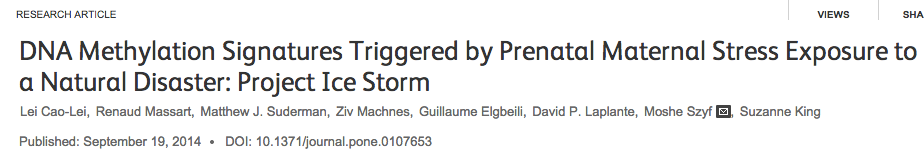 RESEARCH ARTICLE VIEWS SHA
DNA Methylation Signatures Triggered by Prenatal Maternal Stress Exposure to
a Natural Disaster: Project Ice Storm
Lei Cao-Lei, Renaud Massart, Matthew J. Suderman, Ziv Machnes, Guillaume Elgbeili, David P. Laplante, Moshe Szyf, Suzanne King
Published: September 19, 2014 • DOI: 10.1371/journal.pone.0107653